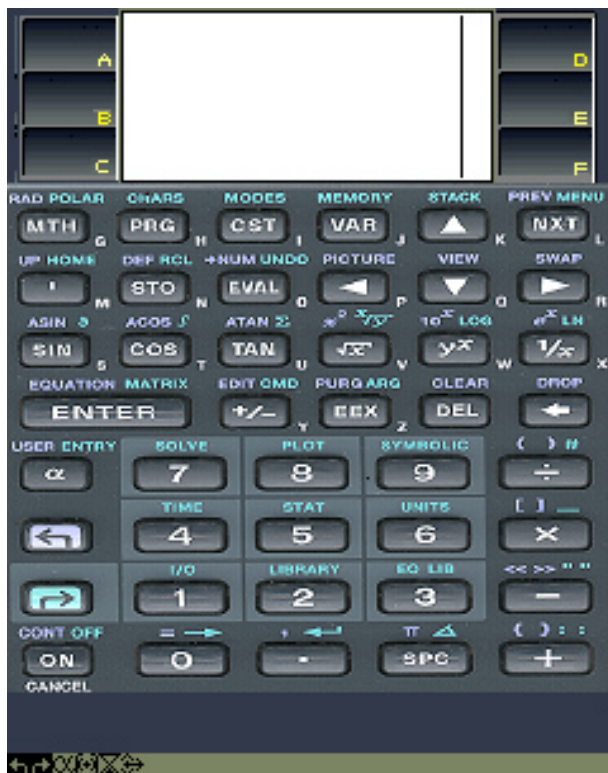 A D
B E
C F
RAD POLAR CHARS MODES MEMORY STACK PREV MENU
MTH G PRG H CST I VAR J ▲ K NXT L
UP HOME DEF RCL →NUM UNDO PICTURE VIEW SWAP
' M STO N EVAL O ◀ P ▼ Q ▶ R
ASIN ∂ ACOS ∫ ATAN Σ x² ˣ√y 10ˣ LOG eˣ LN
SIN S COS T TAN U √x V yˣ W 1/x X
EQUATION MATRIX EDIT CMD PURG ARG CLEAR DROP
ENTER +/− Y EEX Z DEL ←
USER ENTRY SOLVE PLOT SYMBOLIC ( ) #
α 7 8 9 ÷
TIME STAT UNITS [ ] _
↰ 4 5 6 ×
I/O LIBRARY EQ LIB << >> " "
↱ 1 2 3 −
CONT OFF = → , ↵ π ∡ { } : :
ON 0 . SPC +
CANCEL